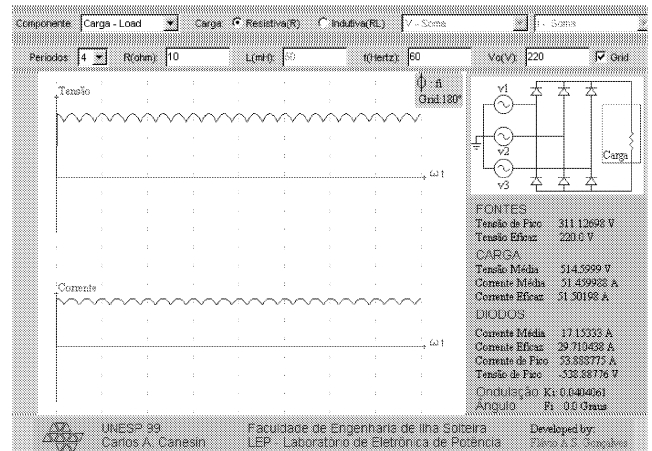 Componente Carga - Load Carga: Resistiva(R) Indutiva(RL) V - Soma i - Soma
Periodos: 4 R(ohm): 10 L(mH): 50 f(Hertz): 60 Vo(V): 220 Grid
Tensão
ϕ : fi
Grid:180°
ω t
Corrente
ω t
v1
v2
v3
Carga
FONTES
Tensão de Pico 311.12698 V
Tensão Eficaz 220.0 V
CARGA
Tensão Média 514.5999 V
Corrente Média 51.459988 A
Corrente Eficaz 51.50198 A
DIODOS
Corrente Média 17.15333 A
Corrente Eficaz 29.710438 A
Corrente de Pico 53.888775 A
Tensão de Pico -538.88776 V
Ondulação Ki: 0.0404061
Ângulo Fi 0.0 Graus
UNESP 99
Carlos A. Canesin
Faculdade de Engenharia de Ilha Solteira
LEP - Laboratório de Eletrônica de Potência
Developed by:
Flávio A.S. Gonçalves